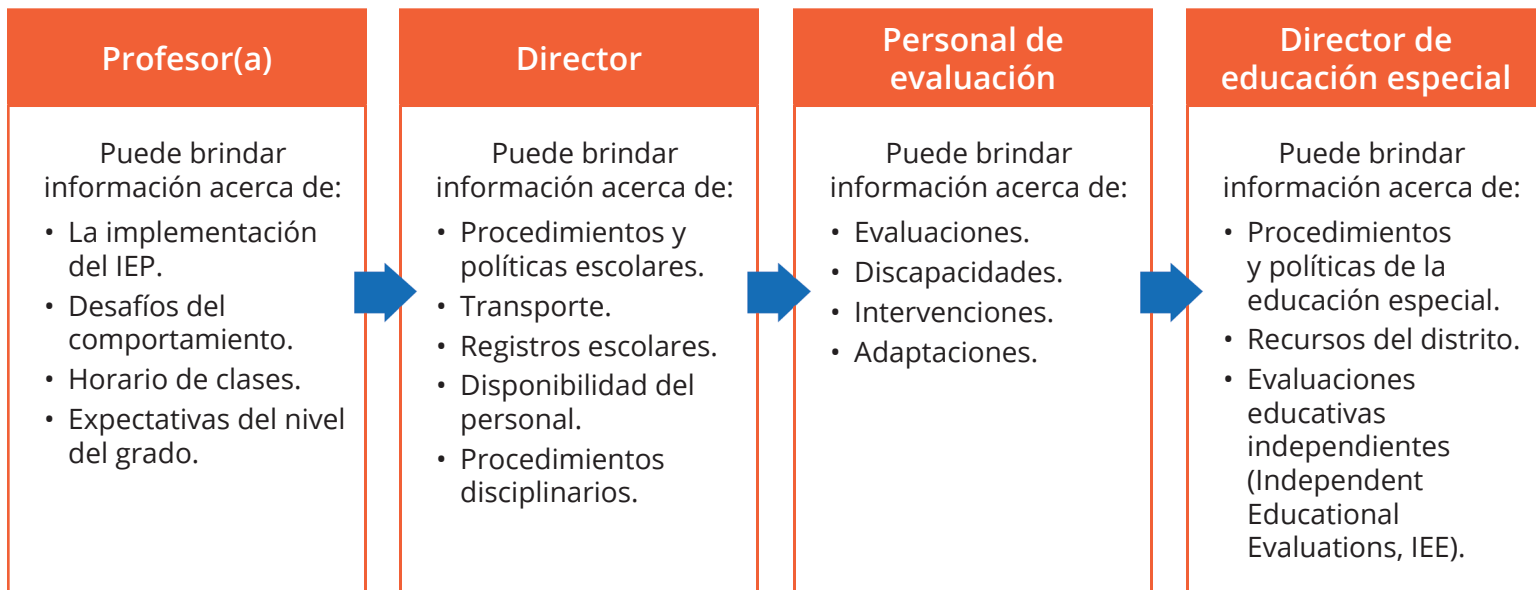 Profesor(a)
Puede brindar
información acerca de:
• La implementación
del IEP.
• Desafíos del
comportamiento.
• Horario de clases.
• Expectativas del nivel
del grado.
Director
Puede brindar
información acerca de:
• Procedimientos y
políticas escolares.
• Transporte.
• Registros escolares.
• Disponibilidad del
personal.
• Procedimientos
disciplinarios.
Personal de
evaluación
Puede brindar
información acerca de:
• Evaluaciones.
• Discapacidades.
• Intervenciones.
• Adaptaciones.
Director de
educación especial
Puede brindar
información acerca de:
• Procedimientos
y políticas de la
educación especial.
• Recursos del distrito.
• Evaluaciones
educativas
independientes
(Independent
Educational
Evaluations, IEE).